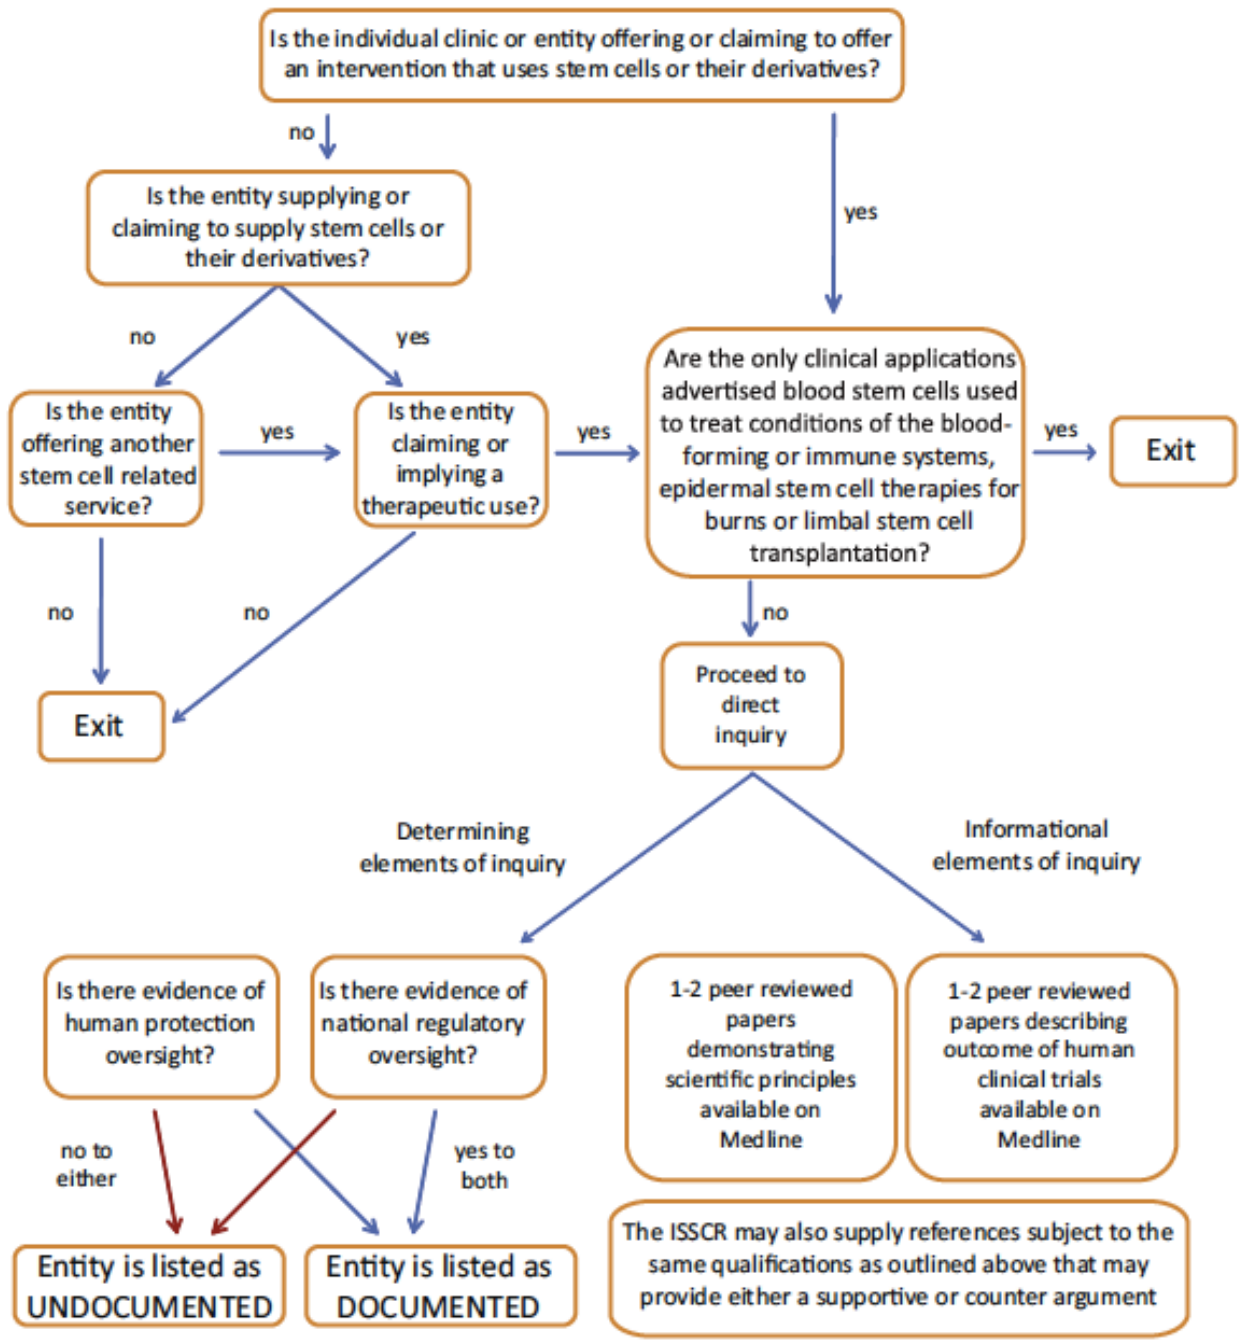 Is the individual clinic or entity offering or claiming to offer
an intervention that uses stem cells or their derivatives?
no
yes
Is the entity supplying or
claiming to supply stem cells or
their derivatives?
no
yes
Is the entity
offering another
stem cell related
service?
yes
Is the entity
claiming or
implying a
therapeutic use?
yes
Are the only clinical applications
advertised blood stem cells used
to treat conditions of the blood-
forming or immune systems,
epidermal stem cell therapies for
burns or limbal stem cell
transplantation?
yes
Exit
no
no
no
Exit
Proceed to
direct
inquiry
Determining
elements of inquiry
Informational
elements of inquiry
Is there evidence of
human protection
oversight?
Is there evidence of
national regulatory
oversight?
1-2 peer reviewed
papers
demonstrating
scientific principles
available on
Medline
1-2 peer reviewed
papers describing
outcome of human
clinical trials
available on
Medline
no to
either
yes to
both
Entity is listed as
UNDOCUMENTED
Entity is listed as
DOCUMENTED
The ISSCR may also supply references subject to the
same qualifications as outlined above that may
provide either a supportive or counter argument